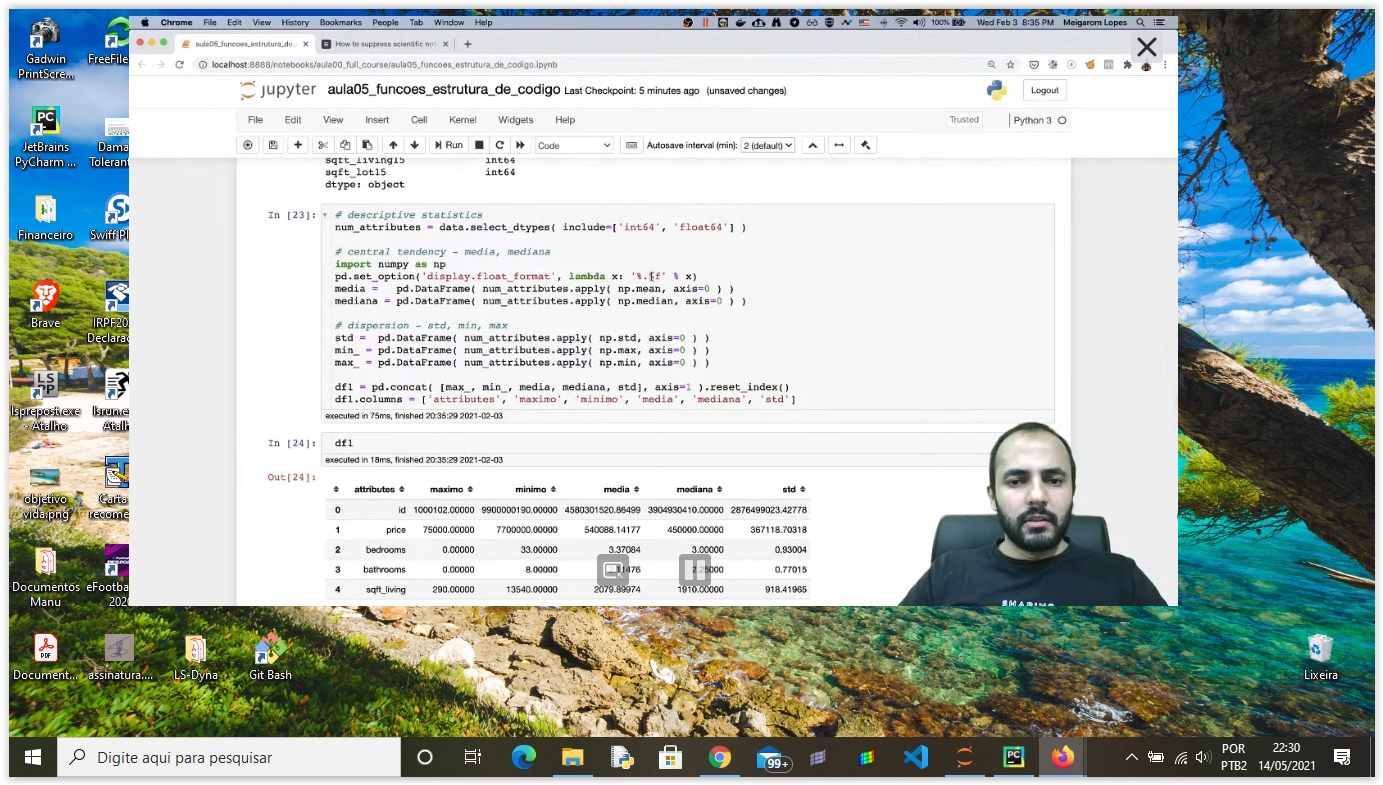 Chrome File Edit View History Bookmarks People Tab Window Help 100% Wed Feb 3 8:35 PM Meigarom Lopes
aula05_funcoes_estrutura_de_ How to suppress scientific not
localhost:8888/notebooks/aula00_full_course/aula05_funcoes_estrutura_de_codigo.ipynb
jupyter aula05_funcoes_estrutura_de_codigo Last Checkpoint: 5 minutes ago (unsaved changes) Logout
File Edit View Insert Cell Kernel Widgets Help Trusted Python 3
Run Code Autosave interval (min): 2 (default)
sqft_living15 int64
sqft_lot15 int64
dtype: object
In [23]: # descriptive statistics
num_attributes = data.select_dtypes( include=['int64', 'float64'] )
# central tendency - media, mediana
import numpy as np
pd.set_option('display.float_format', lambda x: '%. f' % x)
media = pd.DataFrame( num_attributes.apply( np.mean, axis=0 ) )
mediana = pd.DataFrame( num_attributes.apply( np.median, axis=0 ) )
# dispersion - std, min, max
std = pd.DataFrame( num_attributes.apply( np.std, axis=0 ) )
min_ = pd.DataFrame( num_attributes.apply( np.max, axis=0 ) )
max_ = pd.DataFrame( num_attributes.apply( np.min, axis=0 ) )
df1 = pd.concat( [max_, min_, media, mediana, std], axis=1 ).reset_index()
df1.columns = ['attributes', 'maximo', 'minimo', 'media', 'mediana', 'std']
executed in 75ms, finished 20:35:29 2021-02-03
In [24]: df1
executed in 18ms, finished 20:35:29 2021-02-03
Out[24]:
attributes maximo minimo media mediana std
0 id 1000102.00000 9900000190.00000 4580301520.86499 3904930410.00000 2876499023.42778
1 price 75000.00000 7700000.00000 540088.14177 450000.00000 367118.70318
2 bedrooms 0.00000 33.00000 3.37084 3.00000 0.93004
3 bathrooms 0.00000 8.00000 2.11476 2.25000 0.77015
4 sqft_living 290.00000 13540.00000 2079.89974 1910.00000 918.41965
SHARING
Gadwin
PrintScre...
FreeFile
JetBrains
PyCharm ...
Dama
Toleran
Financeiro
Swiff Pl
Brave
IRPF20
Declara
lsprepost.exe
- Atalho
lsrun.e
Atalh
objetivo
vida.png
Carta
recome
Documentos
Manu
eFootba
202
Document...
assinatura....
LS-Dyna
Git Bash
Lixeira
Digite aqui para pesquisar
99+
POR
PTB2
22:30
14/05/2021